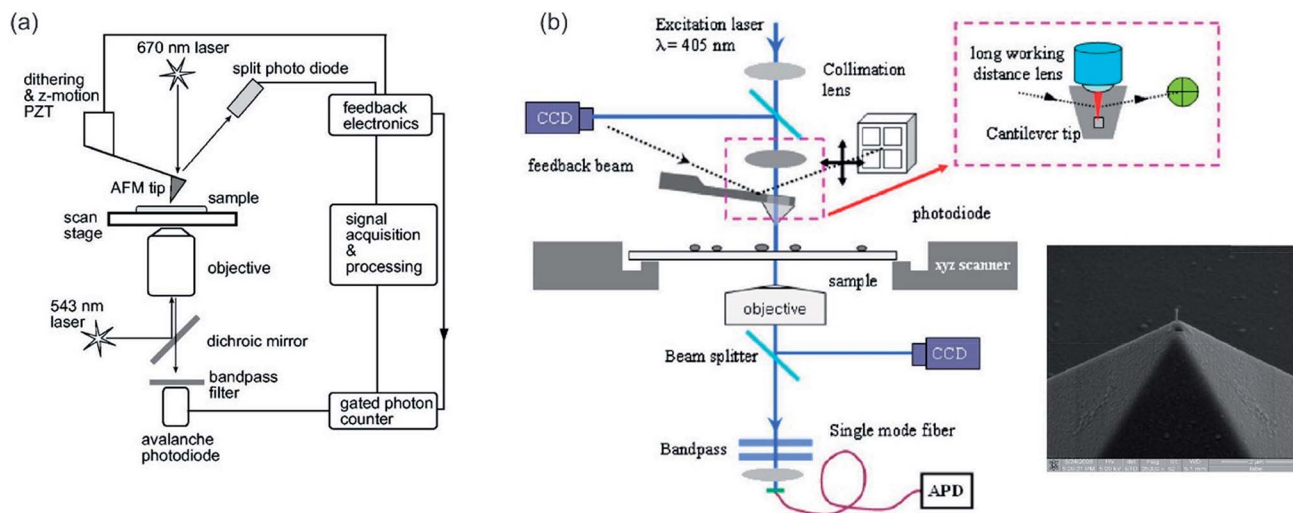 (a)
670 nm laser
split photo diode
dithering
& z-motion
PZT
feedback
electronics
AFM tip
sample
scan
stage
signal
acquisition
&
processing
objective
543 nm
laser
dichroic mirror
bandpass
filter
gated photon
counter
avalanche
photodiode
(b)
Excitation laser
λ= 405 nm
Collimation
lens
CCD
feedback beam
long working
distance lens
Cantilever tip
photodiode
xyz scanner
sample
objective
Beam splitter
CCD
Single mode fiber
Bandpass
APD